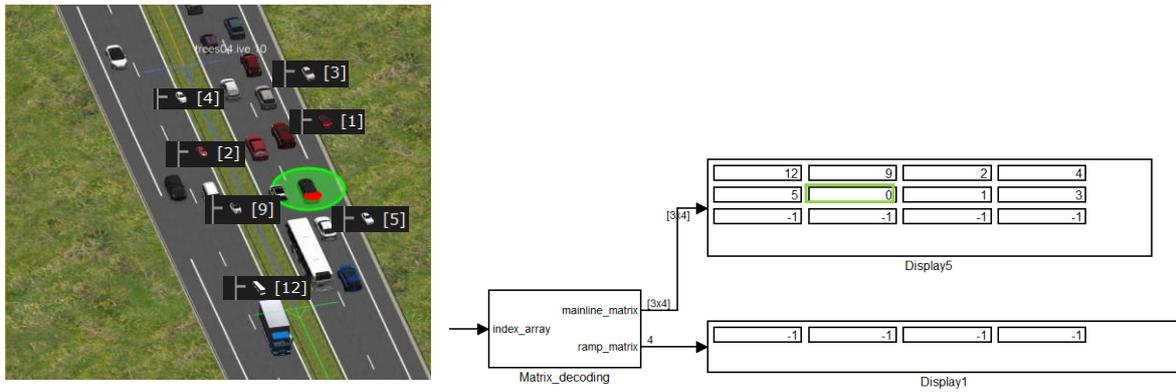 trees04.ive 10
[3]
[4]
[1]
[2]
[9]
[5]
[12]
12 9 2 4
5 0 1 3
-1 -1 -1 -1
[3x4]
Display5
index_array
mainline_matrix
[3x4]
ramp_matrix
4
Matrix_decoding
-1 -1 -1 -1
Display1